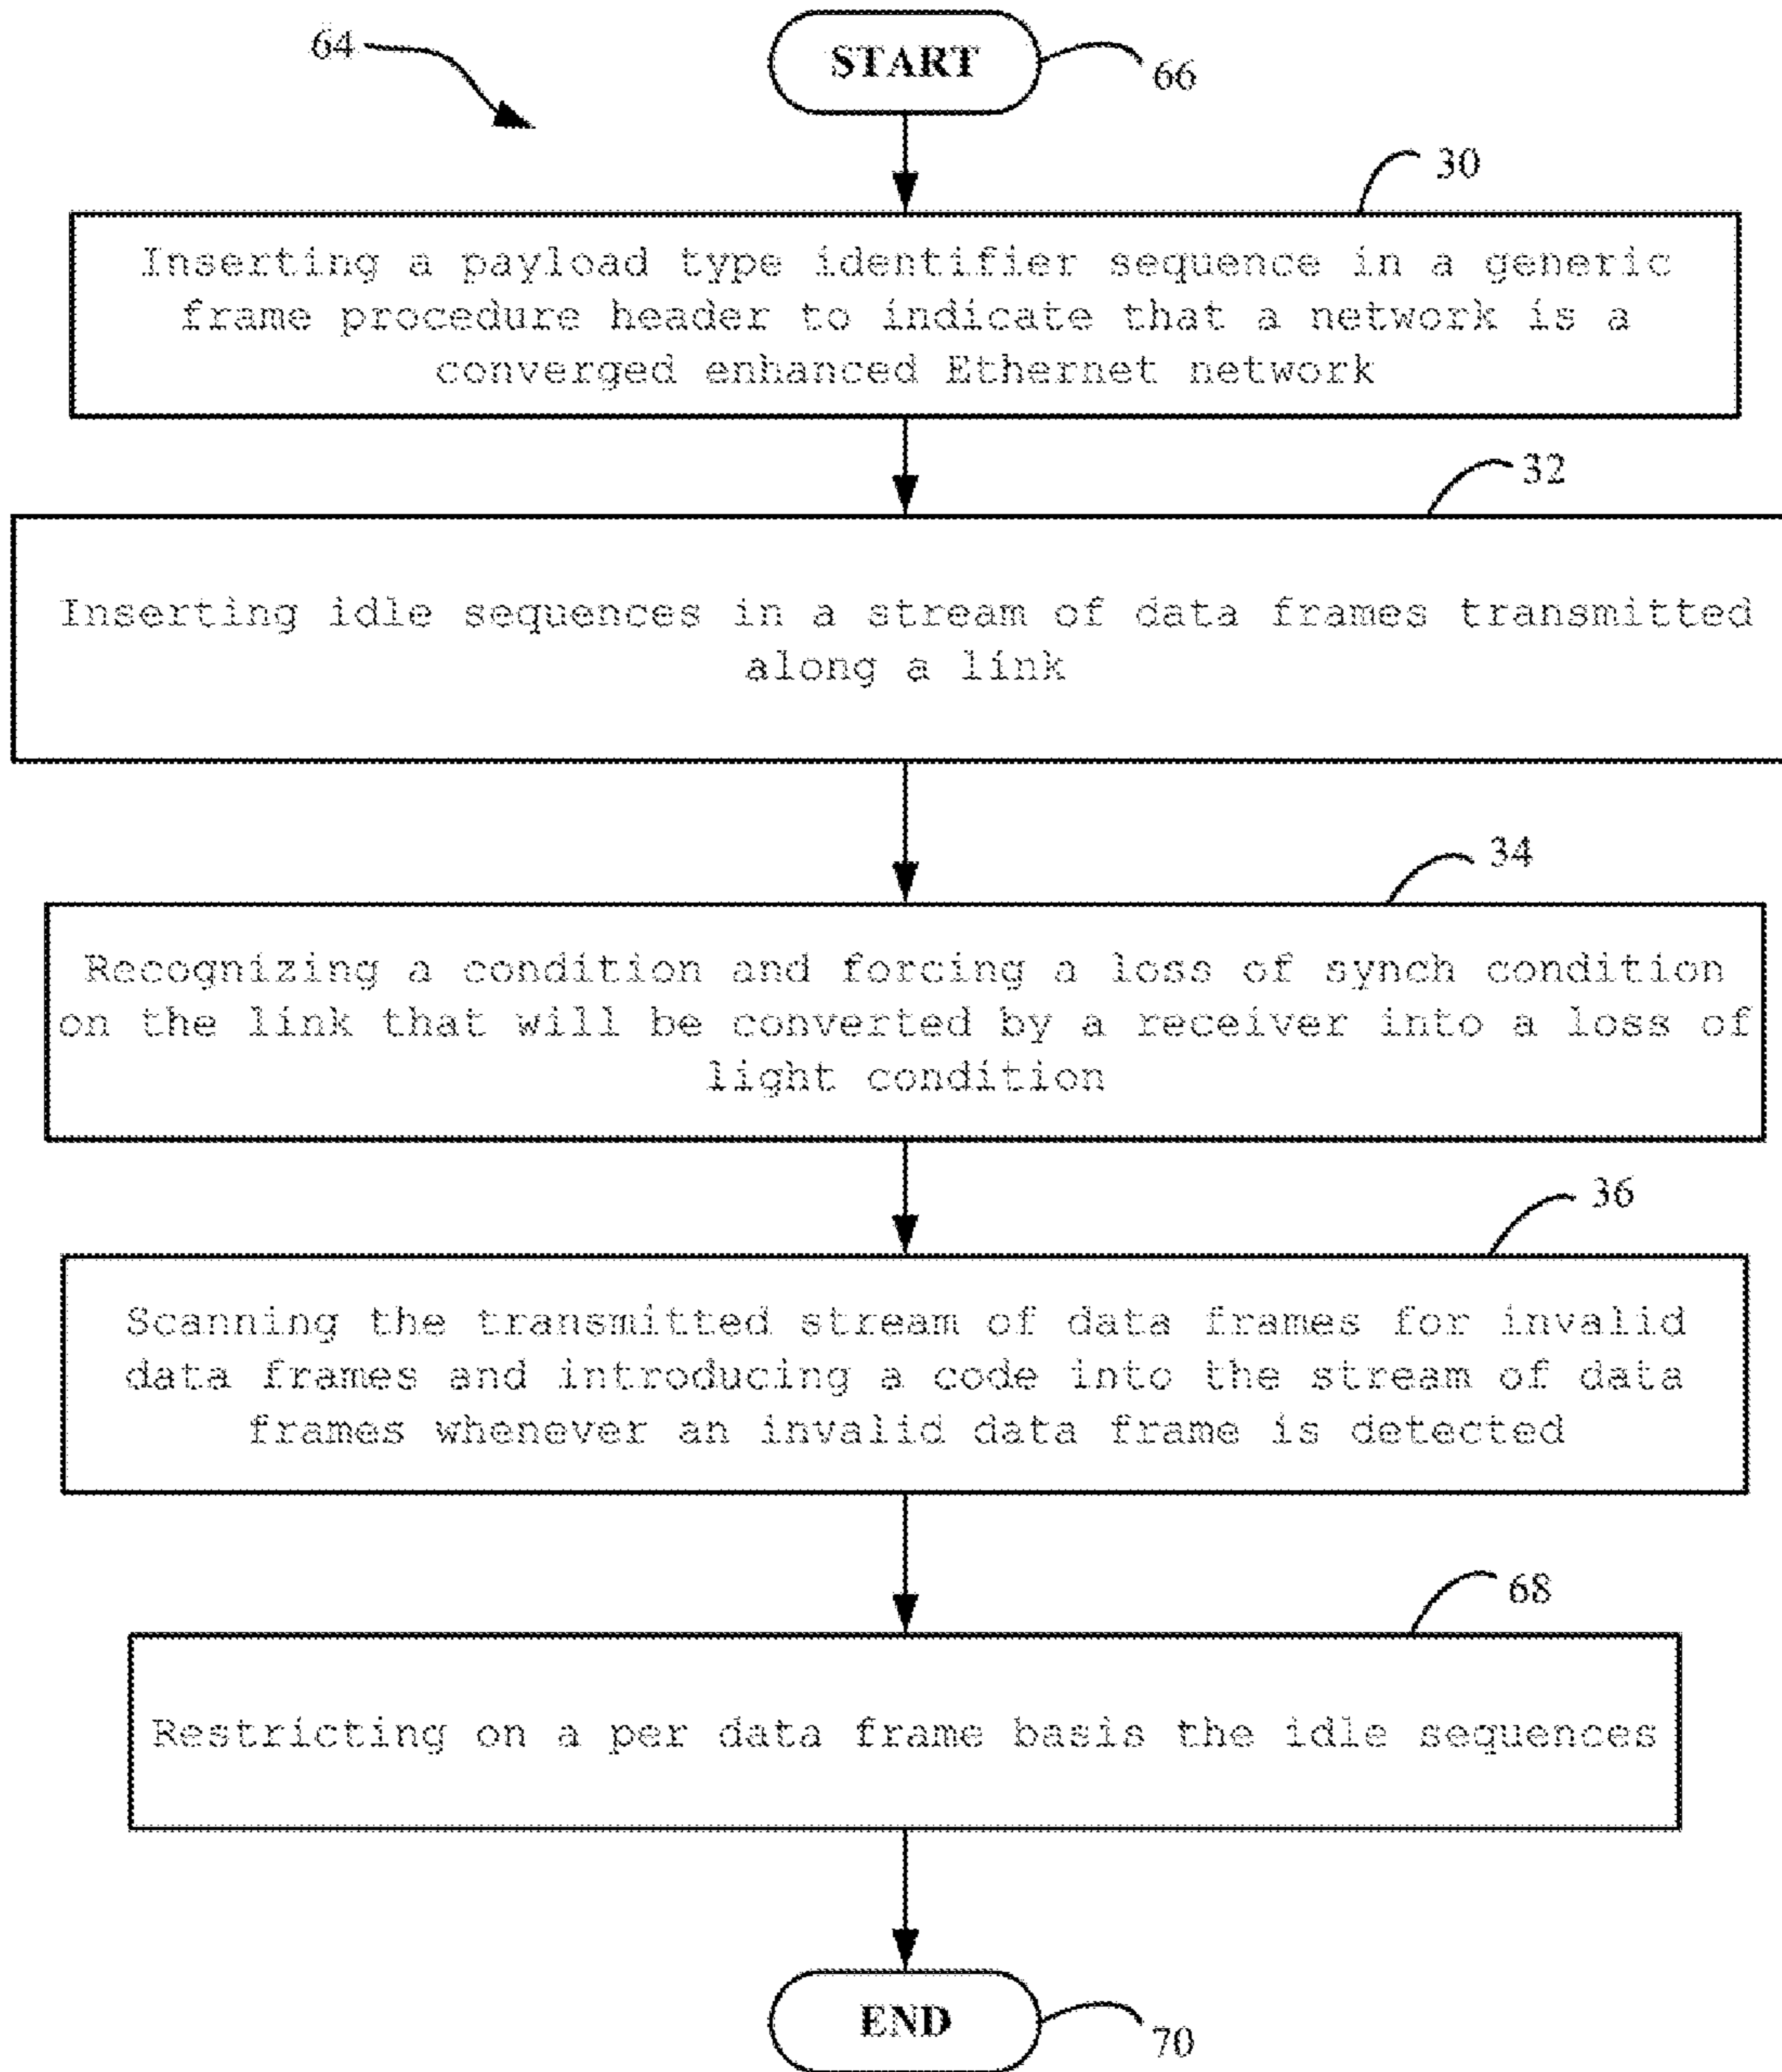 64
START
66
30
Inserting a payload type identifier sequence in a generic
frame procedure header to indicate that a network is a
converged enhanced Ethernet network
32
Inserting idle sequences in a stream of data frames transmitted
along a link
34
Recognizing a condition and forcing a loss of synch condition
on the link that will be converted by a receiver into a loss of
light condition
36
Scanning the transmitted stream of data frames for invalid
data frames and introducing a code into the stream of data
frames whenever an invalid data frame is detected
68
Restricting on a per data frame basis the idle sequences
END
70